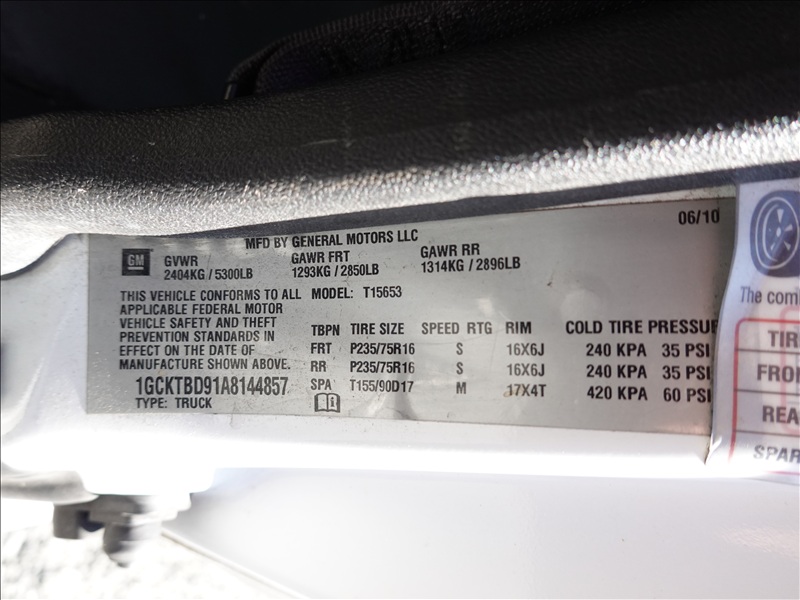 06/10
MFD BY GENERAL MOTORS LLC
GM
GVWR GAWR FRT GAWR RR
2404KG / 5300LB 1293KG / 2850LB 1314KG / 2896LB
THIS VEHICLE CONFORMS TO ALL MODEL: T15653
APPLICABLE FEDERAL MOTOR
VEHICLE SAFETY AND THEFT
PREVENTION STANDARDS IN
EFFECT ON THE DATE OF
MANUFACTURE SHOWN ABOVE.
1GCKTBD91A8144857
TYPE: TRUCK
TBPN TIRE SIZE SPEED RTG RIM COLD TIRE PRESSUR
FRT P235/75R16 S 16X6J 240 KPA 35 PSI
RR P235/75R16 S 16X6J 240 KPA 35 PSI
SPA T155/90D17 M 17X4T 420 KPA 60 PSI
The comb
TIR
FRON
REA
SPAR